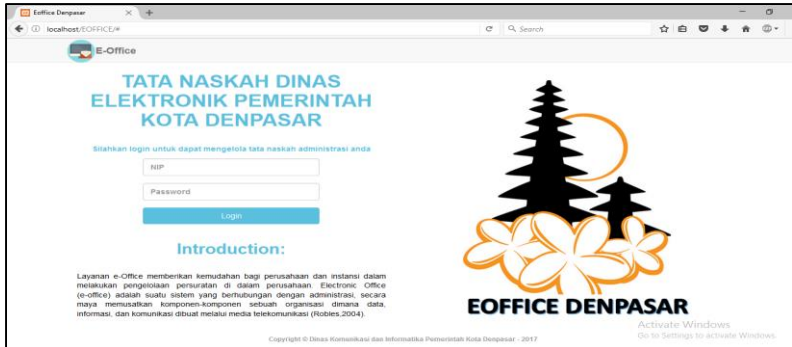 Eoffice Denpasar
localhost/EOFFICE/#
Search
E-Office
TATA NASKAH DINAS
ELEKTRONIK PEMERINTAH
KOTA DENPASAR
Silahkan login untuk dapat mengelola tata naskah administrasi anda
NIP
Password
Login
Introduction:
Layanan e-Office memberikan kemudahan bagi perusahaan dan instansi dalam
melakukan pengelolaan persuratan di dalam perusahaan. Electronic Office
(e-office) adalah suatu sistem yang berhubungan dengan administrasi, secara
maya memusatkan komponen-komponen sebuah organisasi dimana data,
informasi, dan komunikasi dibuat melalui media telekomunikasi (Robles,2004).
EOFFICE DENPASAR
Activate Windows
Go to Settings to activate Windows.
Copyright © Dinas Komunikasi dan Informatika Pemerintah Kota Denpasar - 2017